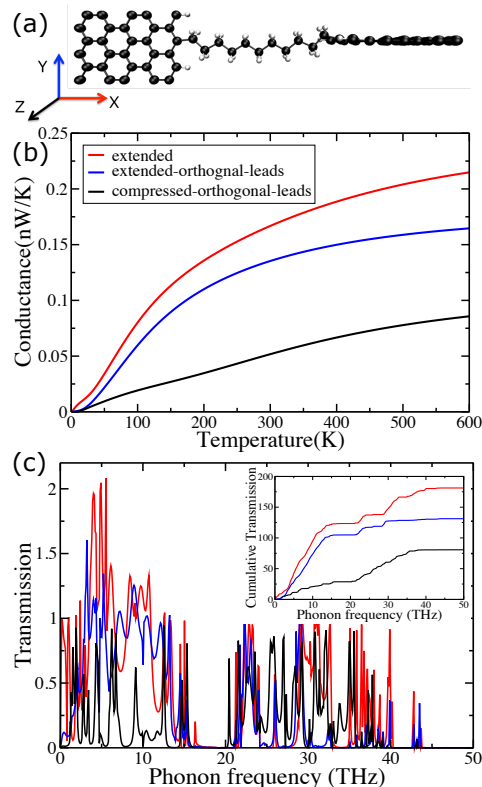 (a)
Y
Z
X
(b)
0.25
0.2
0.15
0.1
0.05
0
Conductance(nW/K)
extended
extended-orthognal-leads
compressed-orthogonal-leads
0 100 200 300 400 500 600
Temperature(K)
(c)
2
1.5
1
0.5
0
Transmission
200
150
100
50
0
Cumulative Transmission
0 10 20 30 40 50
Phonon frequency (THz)
0 10 20 30 40 50
Phonon frequency (THz)